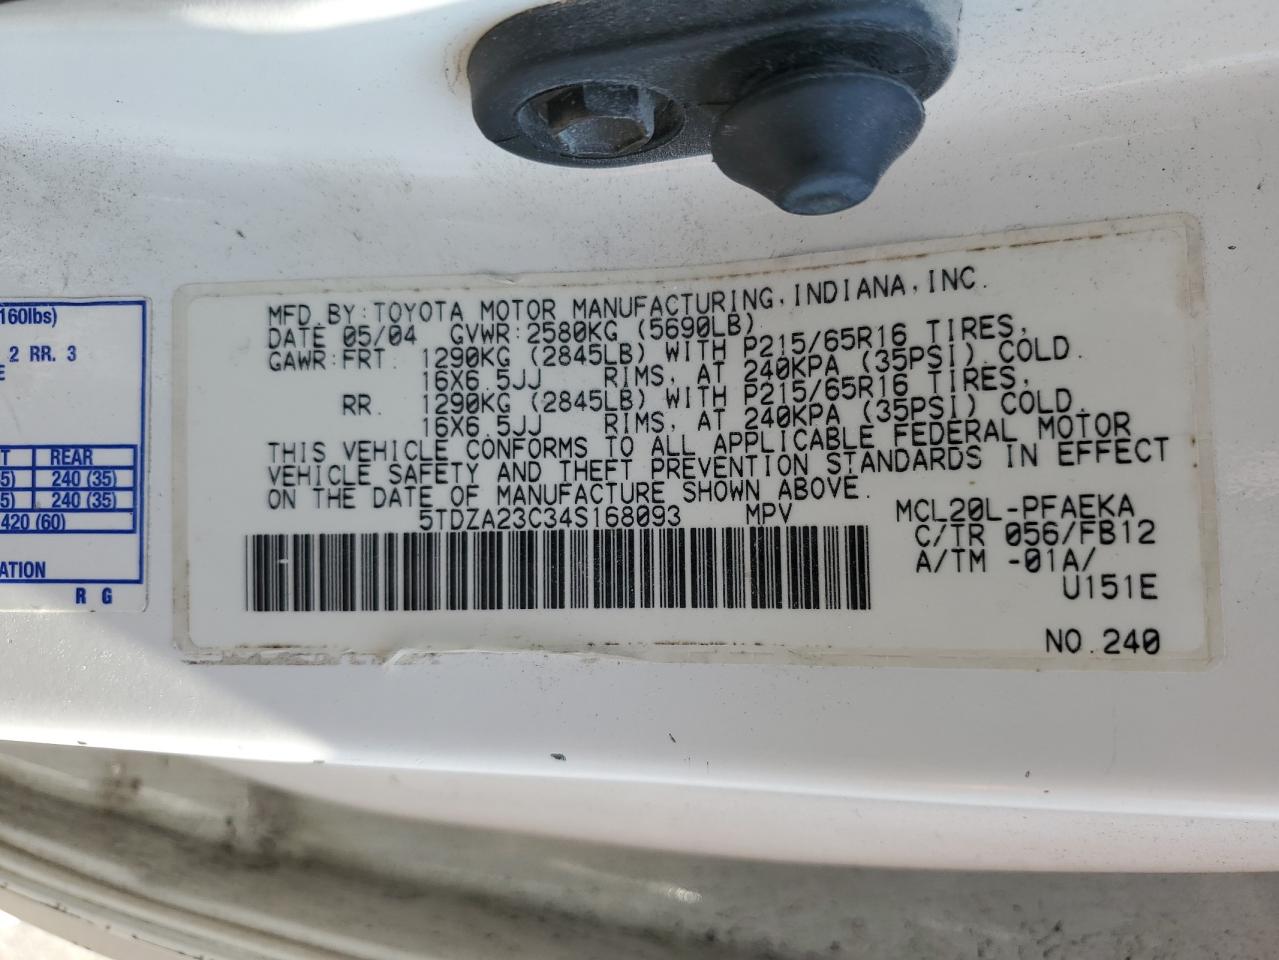 160lbs)
2 RR. 3
E
T REAR
5) 240 (35)
5) 240 (35)
420 (60)
ATION
R G
MFD. BY: TOYOTA MOTOR MANUFACTURING, INDIANA, INC.
DATE 05/04 GVWR:2580KG (5690LB)
GAWR:FRT. 1290KG (2845LB) WITH P215/65R16 TIRES,
16X6.5JJ RIMS, AT 240KPA (35PSI) COLD.
RR. 1290KG (2845LB) WITH P215/65R16 TIRES,
16X6.5JJ RIMS, AT 240KPA (35PSI) COLD.
THIS VEHICLE CONFORMS TO ALL APPLICABLE FEDERAL MOTOR
VEHICLE SAFETY AND THEFT PREVENTION STANDARDS IN EFFECT
ON THE DATE OF MANUFACTURE SHOWN ABOVE.
5TDZA23C34S168093 MPV
MCL20L-PFAEKA
C/TR 056/FB12
A/TM -01A/
U151E
NO.240